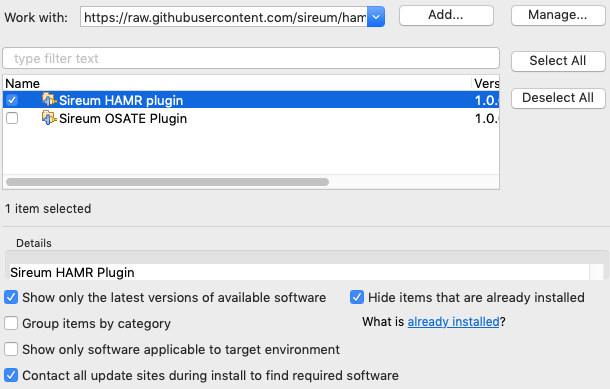 Work with: https://raw.githubusercontent.com/sireum/ham Add... Manage...
type filter text Select All
Name Vers
Sireum HAMR plugin 1.0. Deselect All
Sireum OSATE Plugin 1.0.
1 item selected
Details
Sireum HAMR Plugin
Show only the latest versions of available software Hide items that are already installed
Group items by category What is already installed?
Show only software applicable to target environment
Contact all update sites during install to find required software